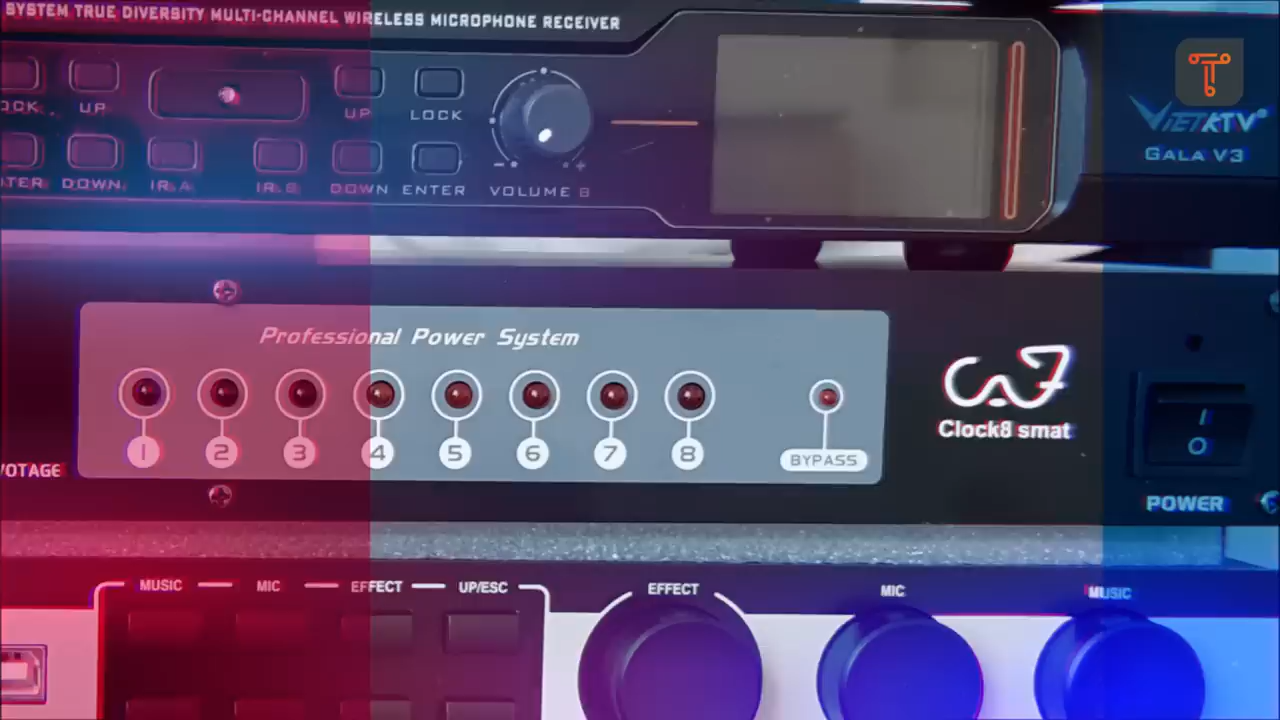 SYSTEM TRUE DIVERSITY MULTI-CHANNEL WIRELESS MICROPHONE RECEIVER
UP UP LOCK
DOWN IR.A IR.B DOWN ENTER VOLUME B
VIETKTV®
GALA V3
Professional Power System
1 2 3 4 5 6 7 8 BYPASS
CA7
Clock8 smat
I
O
POWER
MUSIC MIC EFFECT UP/ESC EFFECT MIC MUSIC